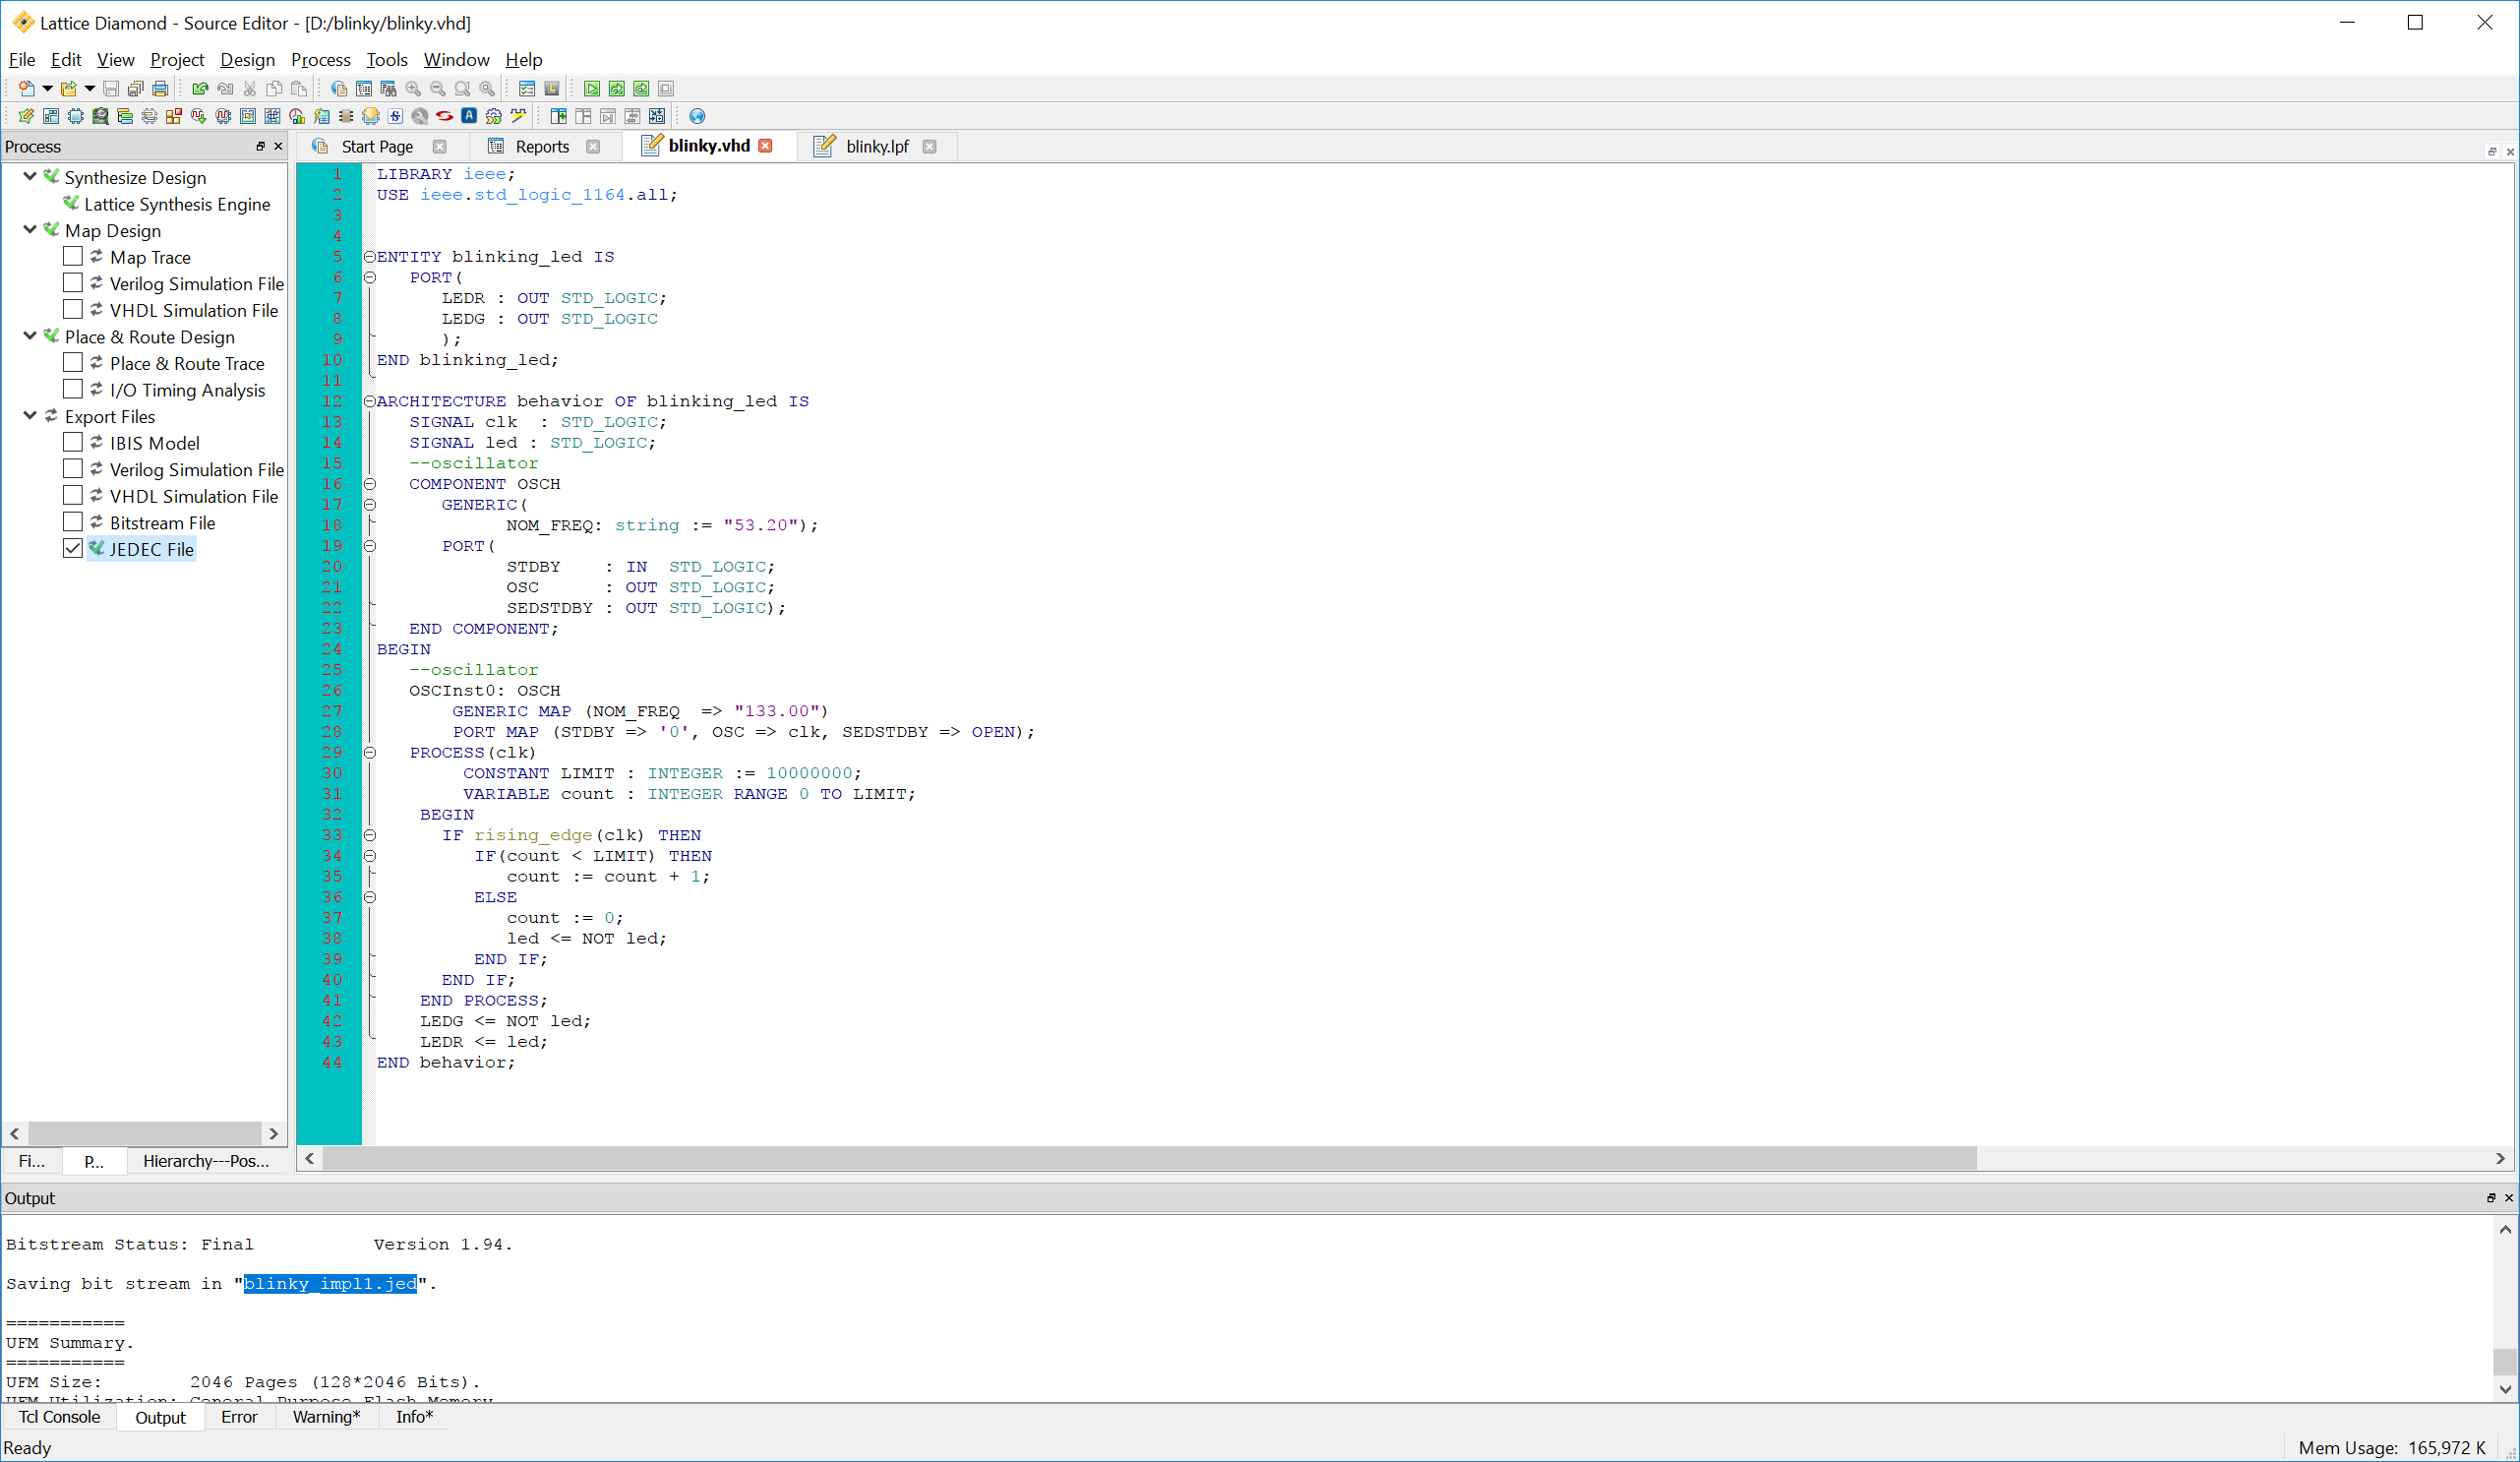 Lattice Diamond - Source Editor - [D:/blinky/blinky.vhd]
File Edit View Project Design Process Tools Window Help
Process
Start Page Reports blinky.vhd blinky.lpf
Synthesize Design
Lattice Synthesis Engine
Map Design
Map Trace
Verilog Simulation File
VHDL Simulation File
Place & Route Design
Place & Route Trace
I/O Timing Analysis
Export Files
IBIS Model
Verilog Simulation File
VHDL Simulation File
Bitstream File
JEDEC File
Fi... P... Hierarchy---Pos...
1 LIBRARY ieee;
2 USE ieee.std_logic_1164.all;
3
4
5 ENTITY blinking_led IS
6 PORT(
7 LEDR : OUT STD_LOGIC;
8 LEDG : OUT STD_LOGIC
9 );
10 END blinking_led;
11
12 ARCHITECTURE behavior OF blinking_led IS
13 SIGNAL clk : STD_LOGIC;
14 SIGNAL led : STD_LOGIC;
15 --oscillator
16 COMPONENT OSCH
17 GENERIC(
18 NOM_FREQ: string := "53.20");
19 PORT(
20 STDBY : IN STD_LOGIC;
21 OSC : OUT STD_LOGIC;
22 SEDSTDBY : OUT STD_LOGIC);
23 END COMPONENT;
24 BEGIN
25 --oscillator
26 OSCInst0: OSCH
27 GENERIC MAP (NOM_FREQ => "133.00")
28 PORT MAP (STDBY => '0', OSC => clk, SEDSTDBY => OPEN);
29 PROCESS(clk)
30 CONSTANT LIMIT : INTEGER := 10000000;
31 VARIABLE count : INTEGER RANGE 0 TO LIMIT;
32 BEGIN
33 IF rising_edge(clk) THEN
34 IF(count < LIMIT) THEN
35 count := count + 1;
36 ELSE
37 count := 0;
38 led <= NOT led;
39 END IF;
40 END IF;
41 END PROCESS;
42 LEDG <= NOT led;
43 LEDR <= led;
44 END behavior;
Output
Bitstream Status: Final Version 1.94.
Saving bit stream in "blinky_impl1.jed".
===========
UFM Summary.
===========
UFM Size: 2046 Pages (128*2046 Bits).
UFM Utilization: General Purpose Flash Memory
Tcl Console Output Error Warning* Info*
Ready
Mem Usage: 165,972 K